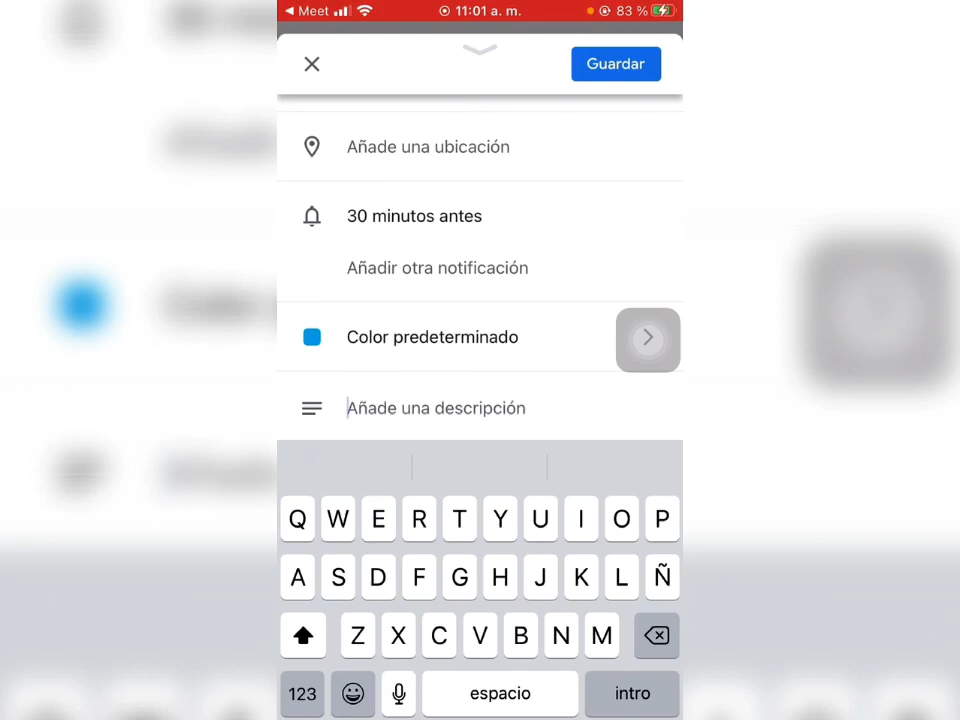 Meet 11:01 a. m. 83 %
Guardar
Añade una ubicación
30 minutos antes
Añadir otra notificación
Color predeterminado
Añade una descripción
Q W E R T Y U I O P
A S D F G H J K L Ñ
Z X C V B N M
123 espacio intro